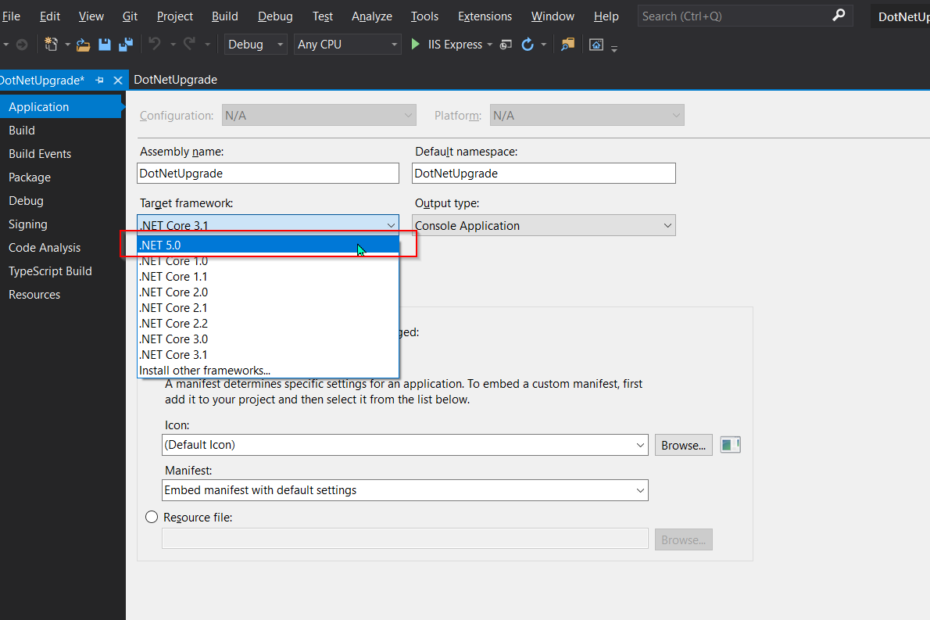 File Edit View Git Project Build Debug Test Analyze Tools Extensions Window Help Search (Ctrl+Q) DotNetUp
Debug Any CPU IIS Express
DotNetUpgrade* DotNetUpgrade
Application
Build
Build Events
Package
Debug
Signing
Code Analysis
TypeScript Build
Resources
Configuration: N/A Platform: N/A
Assembly name: Default namespace:
DotNetUpgrade DotNetUpgrade
Target framework: Output type:
.NET Core 3.1 Console Application
.NET 5.0
.NET Core 1.0
.NET Core 1.1
.NET Core 2.0
.NET Core 2.1
.NET Core 2.2
.NET Core 3.0
.NET Core 3.1
Install other frameworks...
ged:
A manifest determines specific settings for an application. To embed a custom manifest, first
add it to your project and then select it from the list below.
Icon:
(Default Icon) Browse...
Manifest:
Embed manifest with default settings
Resource file:
Browse...